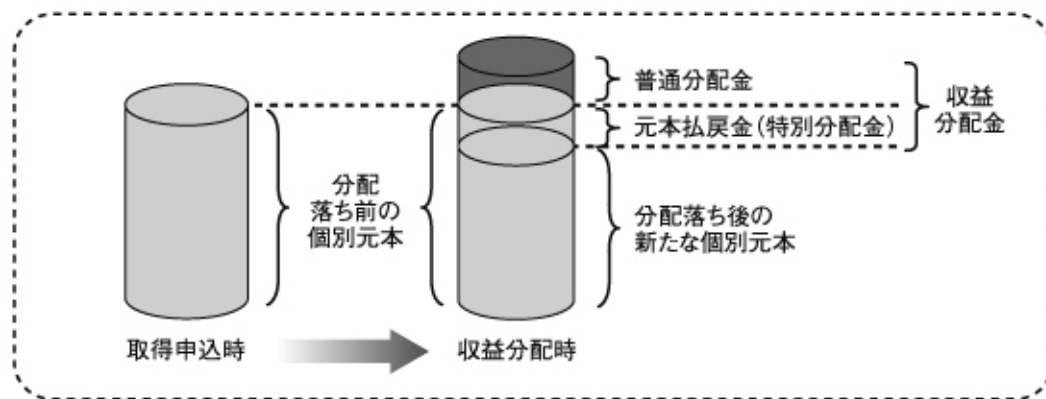 普通分配金
元本払戻金(特別分配金)
収益
分配金
分配
落ち前の
個別元本
分配落ち後の
新たな個別元本
取得申込時
収益分配時